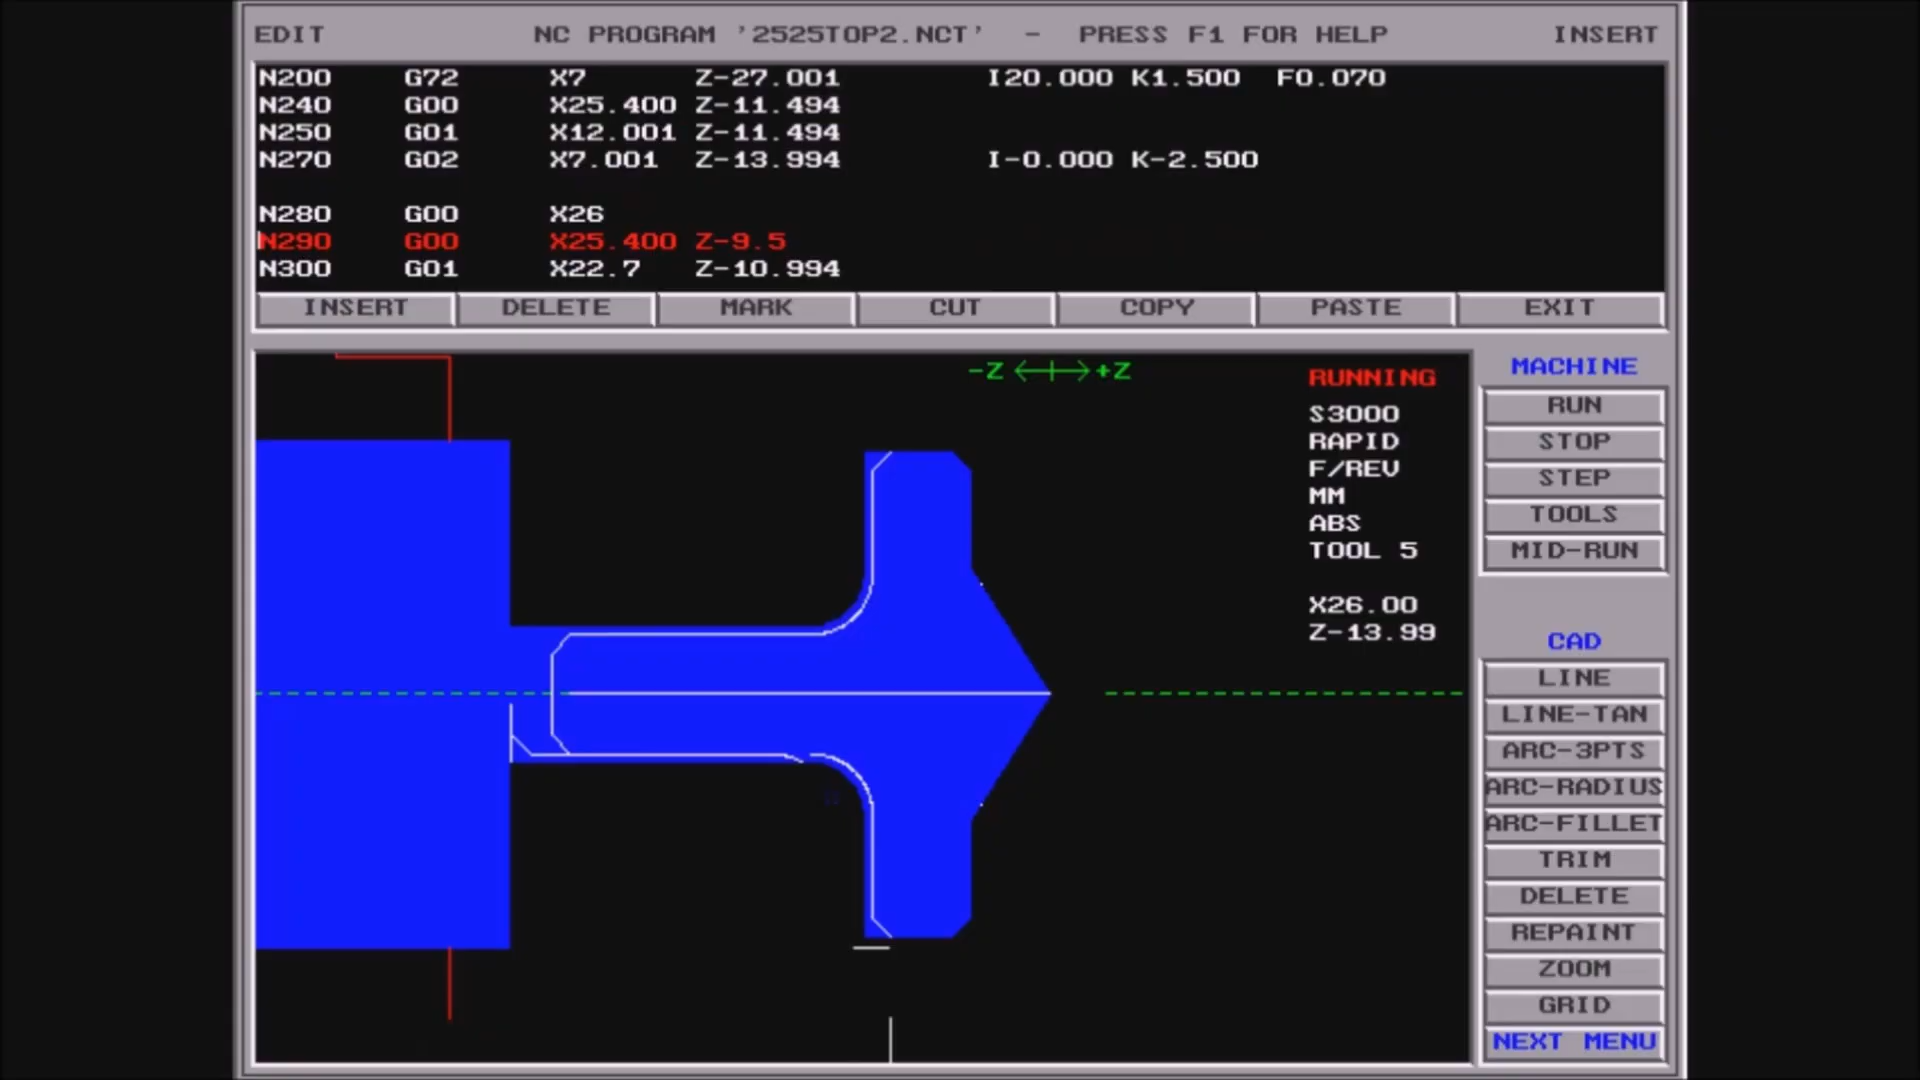 EDIT NC PROGRAM '2525TOP2.NCT' - PRESS F1 FOR HELP INSERT
N200 G72 X7 Z-27.001 I20.000 K1.500 F0.070
N240 G00 X25.400 Z-11.494
N250 G01 X12.001 Z-11.494
N270 G02 X7.001 Z-13.994 I-0.000 K-2.500
N280 G00 X26
N290 G00 X25.400 Z-9.5
N300 G01 X22.7 Z-10.994
INSERT DELETE MARK CUT COPY PASTE EXIT
-Z +Z
RUNNING
S3000
RAPID
F/REV
MM
ABS
TOOL 5
X26.00
Z-13.99
MACHINE
RUN
STOP
STEP
TOOLS
MID-RUN
CAD
LINE
LINE-TAN
ARC-3PTS
ARC-RADIUS
ARC-FILLET
TRIM
DELETE
REPAINT
ZOOM
GRID
NEXT MENU